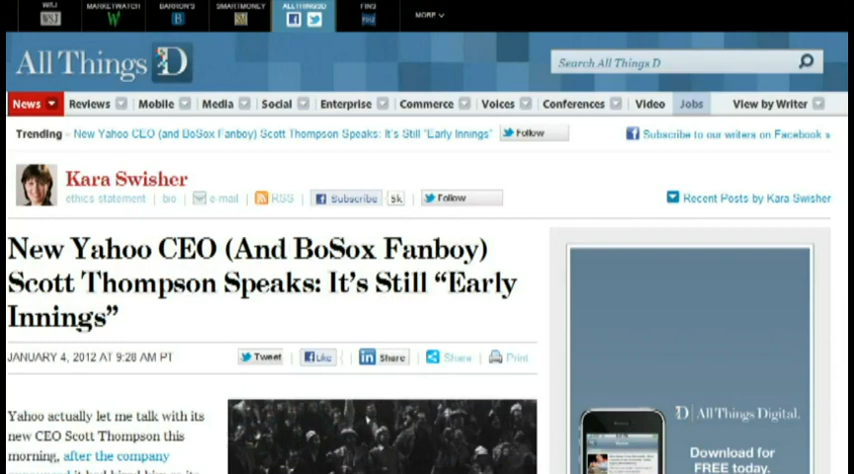 WSJ MARKETWATCH BARRON'S SMARTMONEY ALLTHINGSD FINS MORE
WSJ W B SM
All Things D
Search All Things D
News Reviews Mobile Media Social Enterprise Commerce Voices Conferences Video Jobs View by Writer
Trending - New Yahoo CEO (and BoSox Fanboy) Scott Thompson Speaks: It's Still "Early Innings" Follow Subscribe to our writers on Facebook »
Kara Swisher
ethics statement | bio | e-mail RSS | Subscribe 5k | Follow Recent Posts by Kara Swisher
New Yahoo CEO (And BoSox Fanboy)
Scott Thompson Speaks: It's Still “Early
Innings”
JANUARY 4, 2012 AT 9:28 AM PT Tweet | Like | in Share | Share | Print
Yahoo actually let me talk with its
new CEO Scott Thompson this
morning, after the company
D | All Things Digital.
Download for
FREE today.